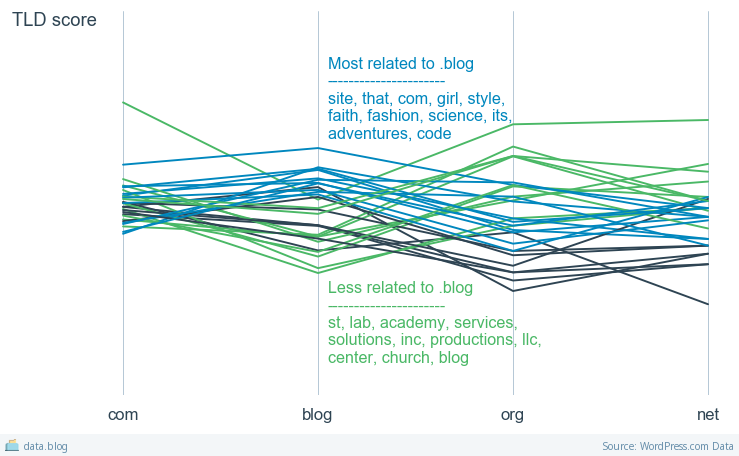 TLD score
Most related to .blog
----------------------
site, that, com, girl, style,
faith, fashion, science, its,
adventures, code
Less related to .blog
----------------------
st, lab, academy, services,
solutions, inc, productions, llc,
center, church, blog
com blog org net
data.blog Source: WordPress.com Data